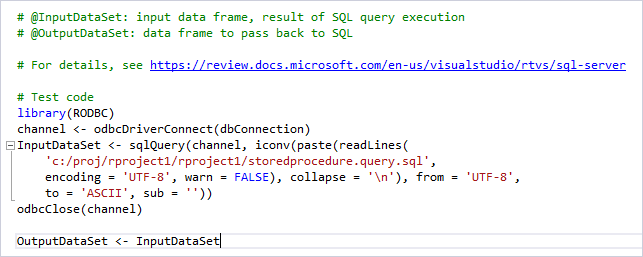 # @InputDataSet: input data frame, result of SQL query execution
# @OutputDataSet: data frame to pass back to SQL
# For details, see https://review.docs.microsoft.com/en-us/visualstudio/rtvs/sql-server
# Test code
library(RODBC)
channel <- odbcDriverConnect(dbConnection)
InputDataSet <- sqlQuery(channel, iconv(paste(readLines(
'c:/proj/rproject1/rproject1/storedprocedure.query.sql',
encoding = 'UTF-8', warn = FALSE), collapse = '\n'), from = 'UTF-8',
to = 'ASCII', sub = ''))
odbcClose(channel)
OutputDataSet <- InputDataSet